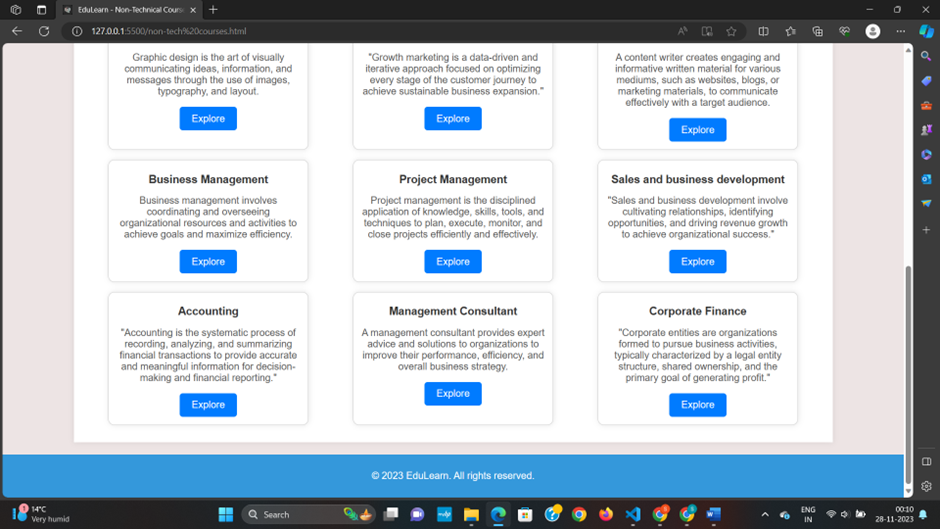 EduLearn - Non-Technical Cours
127.0.0.1:5500/non-tech%20courses.html
Graphic design is the art of visually
communicating ideas, information, and
messages through the use of images,
typography, and layout.
Explore
"Growth marketing is a data-driven and
iterative approach focused on optimizing
every stage of the customer journey to
achieve sustainable business expansion."
Explore
A content writer creates engaging and
informative written material for various
mediums, such as websites, blogs, or
marketing materials, to communicate
effectively with a target audience.
Explore
Business Management
Business management involves
coordinating and overseeing
organizational resources and activities to
achieve goals and maximize efficiency.
Explore
Project Management
Project management is the disciplined
application of knowledge, skills, tools, and
techniques to plan, execute, monitor, and
close projects efficiently and effectively.
Explore
Sales and business development
"Sales and business development involve
cultivating relationships, identifying
opportunities, and driving revenue growth
to achieve organizational success."
Explore
Accounting
"Accounting is the systematic process of
recording, analyzing, and summarizing
financial transactions to provide accurate
and meaningful information for decision-
making and financial reporting."
Explore
Management Consultant
A management consultant provides expert
advice and solutions to organizations to
improve their performance, efficiency, and
overall business strategy.
Explore
Corporate Finance
"Corporate entities are organizations
formed to pursue business activities,
typically characterized by a legal entity
structure, shared ownership, and the
primary goal of generating profit."
Explore
© 2023 EduLearn. All rights reserved.
1
14°C
Very humid
Search
ENG
IN
00:10
28-11-2023